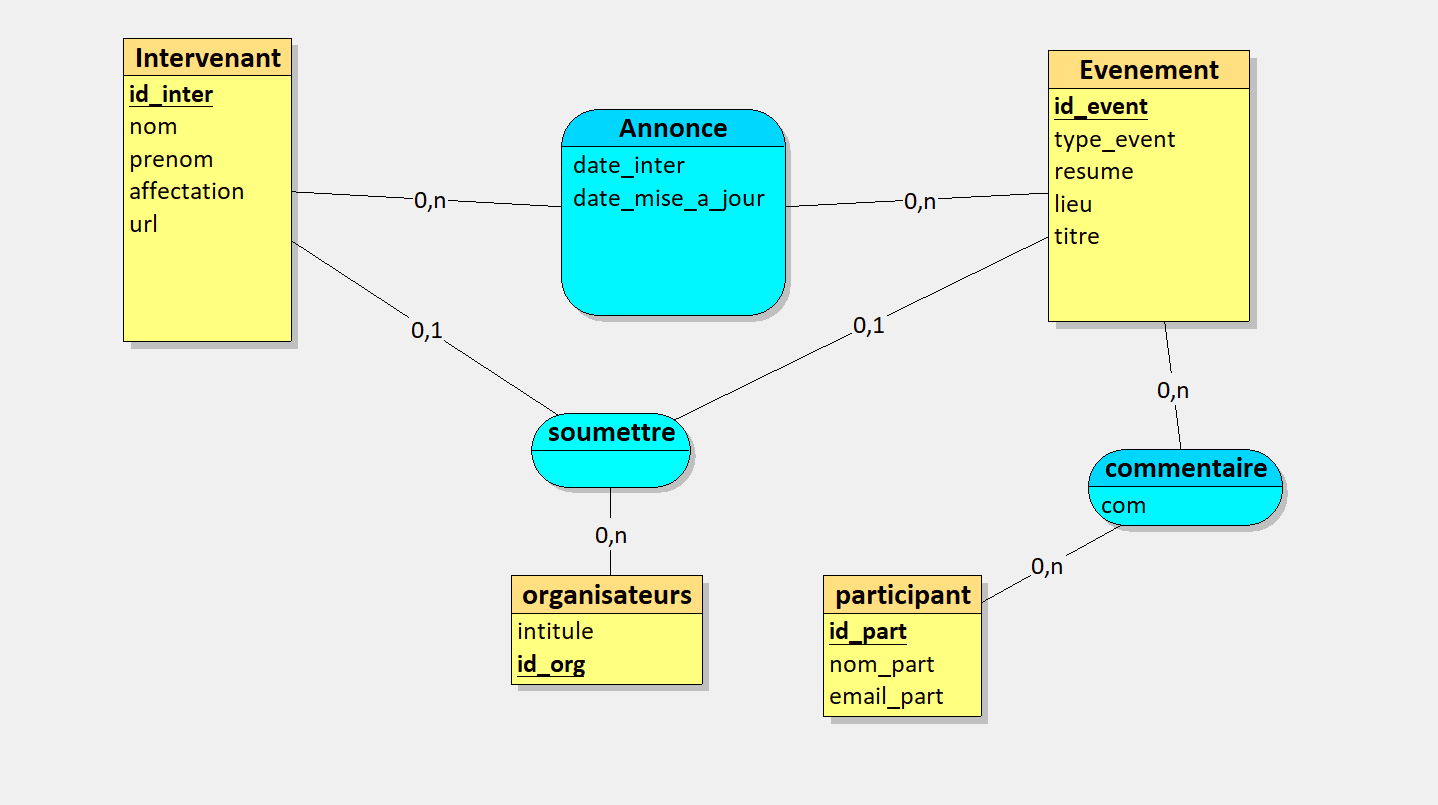 Intervenant
id_inter
nom
prenom
affectation
url
0,n
Annonce
date_inter
date_mise_a_jour
0,n
Evenement
id_event
type_event
resume
lieu
titre
0,1
0,1
soumettre
0,n
commentaire
com
0,n
0,n
organisateurs
intitule
id_org
participant
id_part
nom_part
email_part